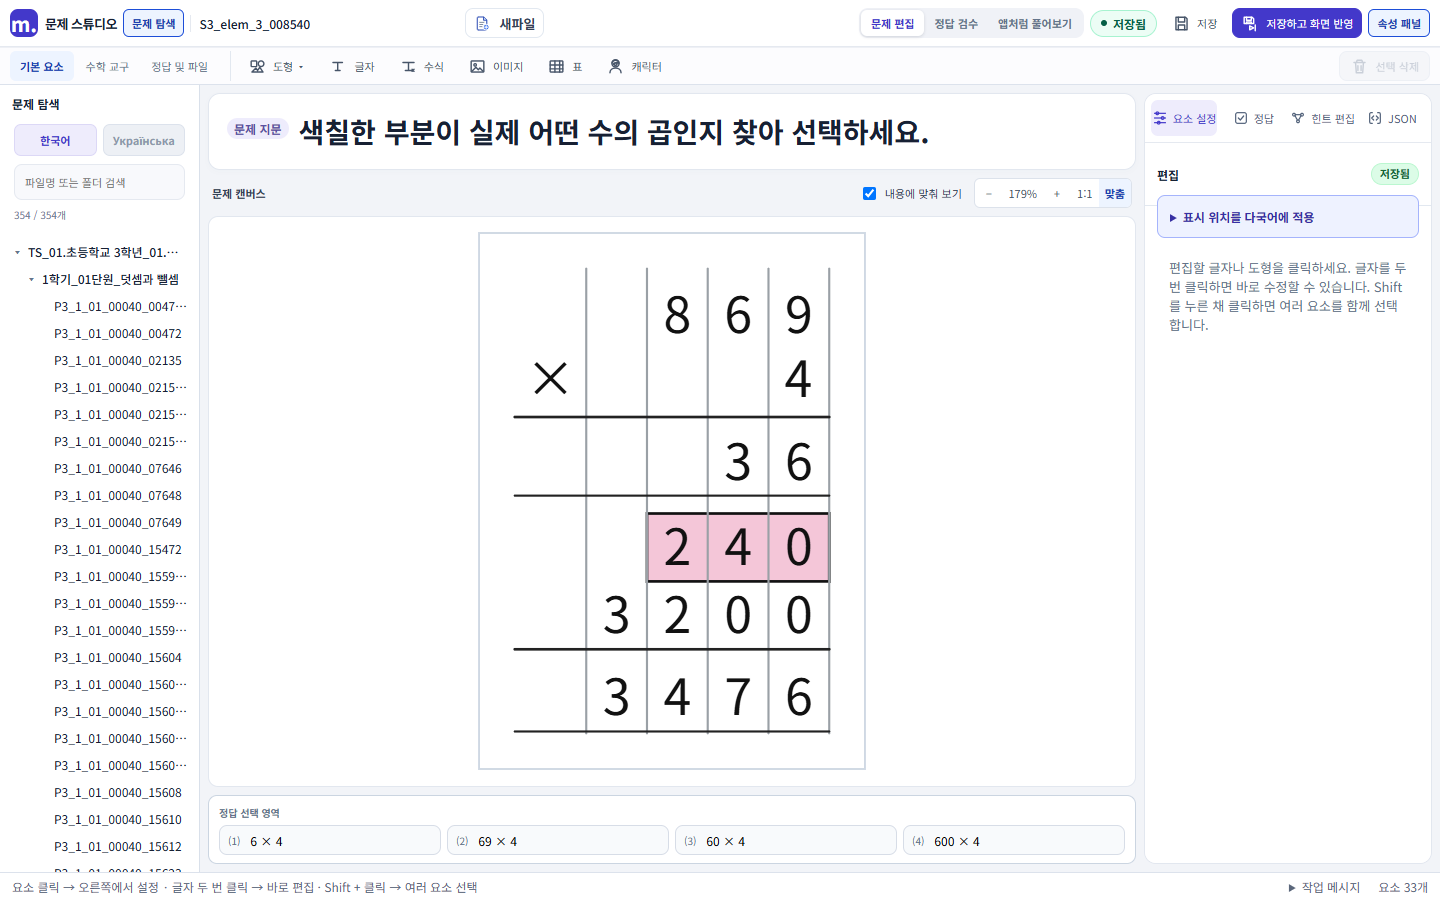 m. 문제 스튜디오 문제 탐색 S3_elem_3_008540 새파일 문제 편집 정답 검수 앱처럼 풀어보기 저장됨 저장 저장하고 화면 반영 속성 패널
기본 요소 수학 교구 정답 및 파일 도형 글자 수식 이미지 표 캐릭터 선택 삭제
문제 탐색
한국어 Українська
파일명 또는 폴더 검색
354 / 354개
TS_01.초등학교 3학년_01.…
1학기_01단원_덧셈과 뺄셈
P3_1_01_00040_0047…
P3_1_01_00040_00472
P3_1_01_00040_02135
P3_1_01_00040_0215…
P3_1_01_00040_0215…
P3_1_01_00040_0215…
P3_1_01_00040_07646
P3_1_01_00040_07648
P3_1_01_00040_07649
P3_1_01_00040_15472
P3_1_01_00040_1559…
P3_1_01_00040_1559…
P3_1_01_00040_1559…
P3_1_01_00040_15604
P3_1_01_00040_1560…
P3_1_01_00040_1560…
P3_1_01_00040_1560…
P3_1_01_00040_1560…
P3_1_01_00040_15608
P3_1_01_00040_15610
P3_1_01_00040_15612
문제 지문 색칠한 부분이 실제 어떤 수의 곱인지 찾아 선택하세요.
문제 캔버스 내용에 맞춰 보기 − 179% + 1:1 맞춤
8 6 9
× 4
3 6
2 4 0
3 2 0 0
3 4 7 6
정답 선택 영역
(1) 6 × 4 (2) 69 × 4 (3) 60 × 4 (4) 600 × 4
요소 설정 정답 힌트 편집 JSON
편집 저장됨
▶ 표시 위치를 다국어에 적용
편집할 글자나 도형을 클릭하세요. 글자를 두
번 클릭하면 바로 수정할 수 있습니다. Shift
를 누른 채 클릭하면 여러 요소를 함께 선택
합니다.
요소 클릭 → 오른쪽에서 설정 · 글자 두 번 클릭 → 바로 편집 · Shift + 클릭 → 여러 요소 선택 ▶ 작업 메시지 요소 33개